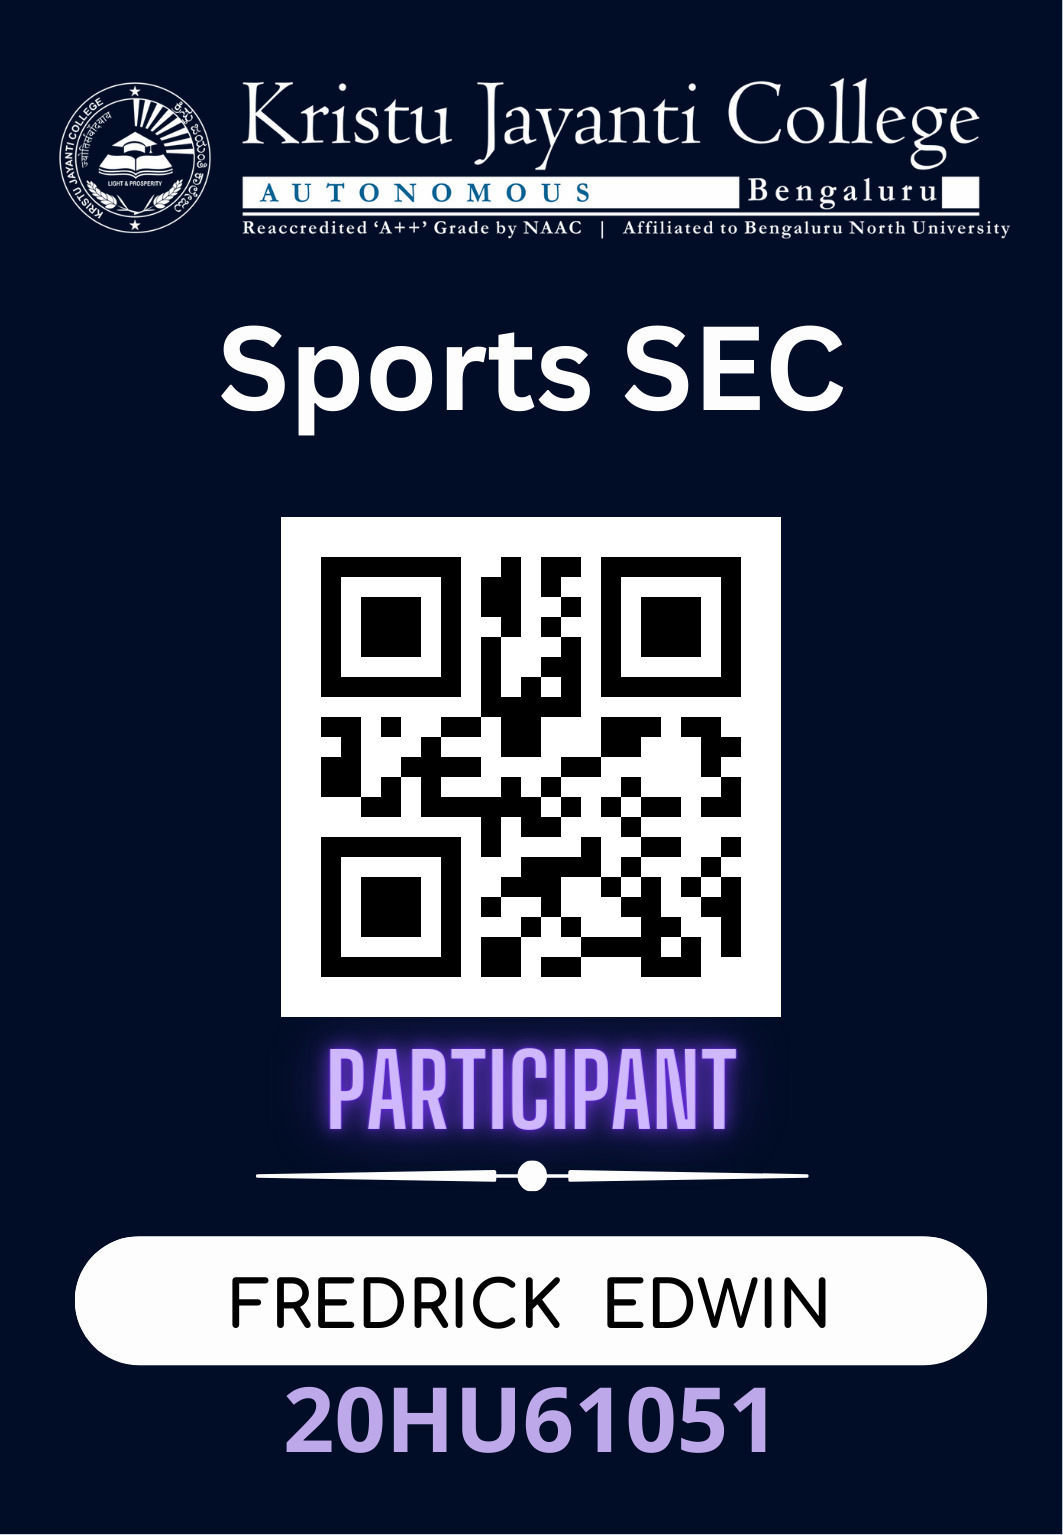 Kristu Jayanti College
AUTONOMOUS Bengaluru
Reaccredited ‘A++’ Grade by NAAC | Affiliated to Bengaluru North University
KRISTU JAYANTI COLLEGE
LIGHT & PROSPERITY
Sports SEC
PARTICIPANT
FREDRICK EDWIN
20HU61051